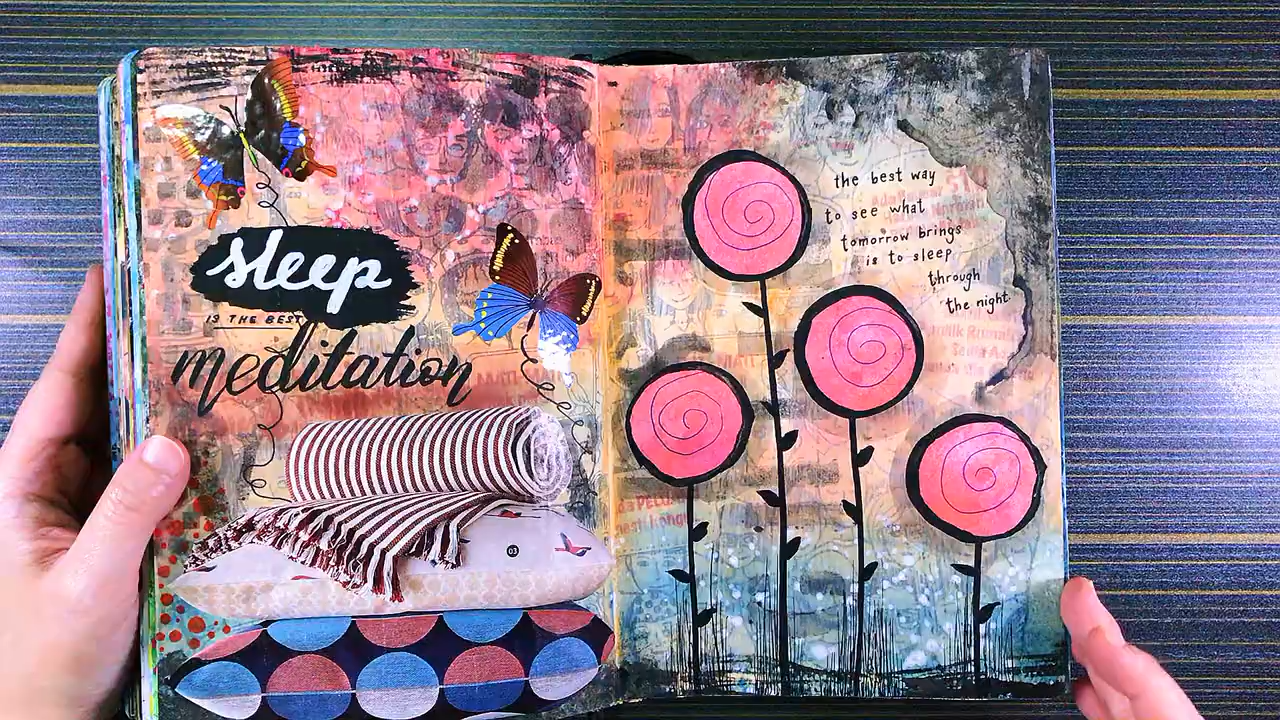 sleep
IS THE BEST
meditation
03
the best way
to see what
tomorrow brings
is to sleep
through
the night.